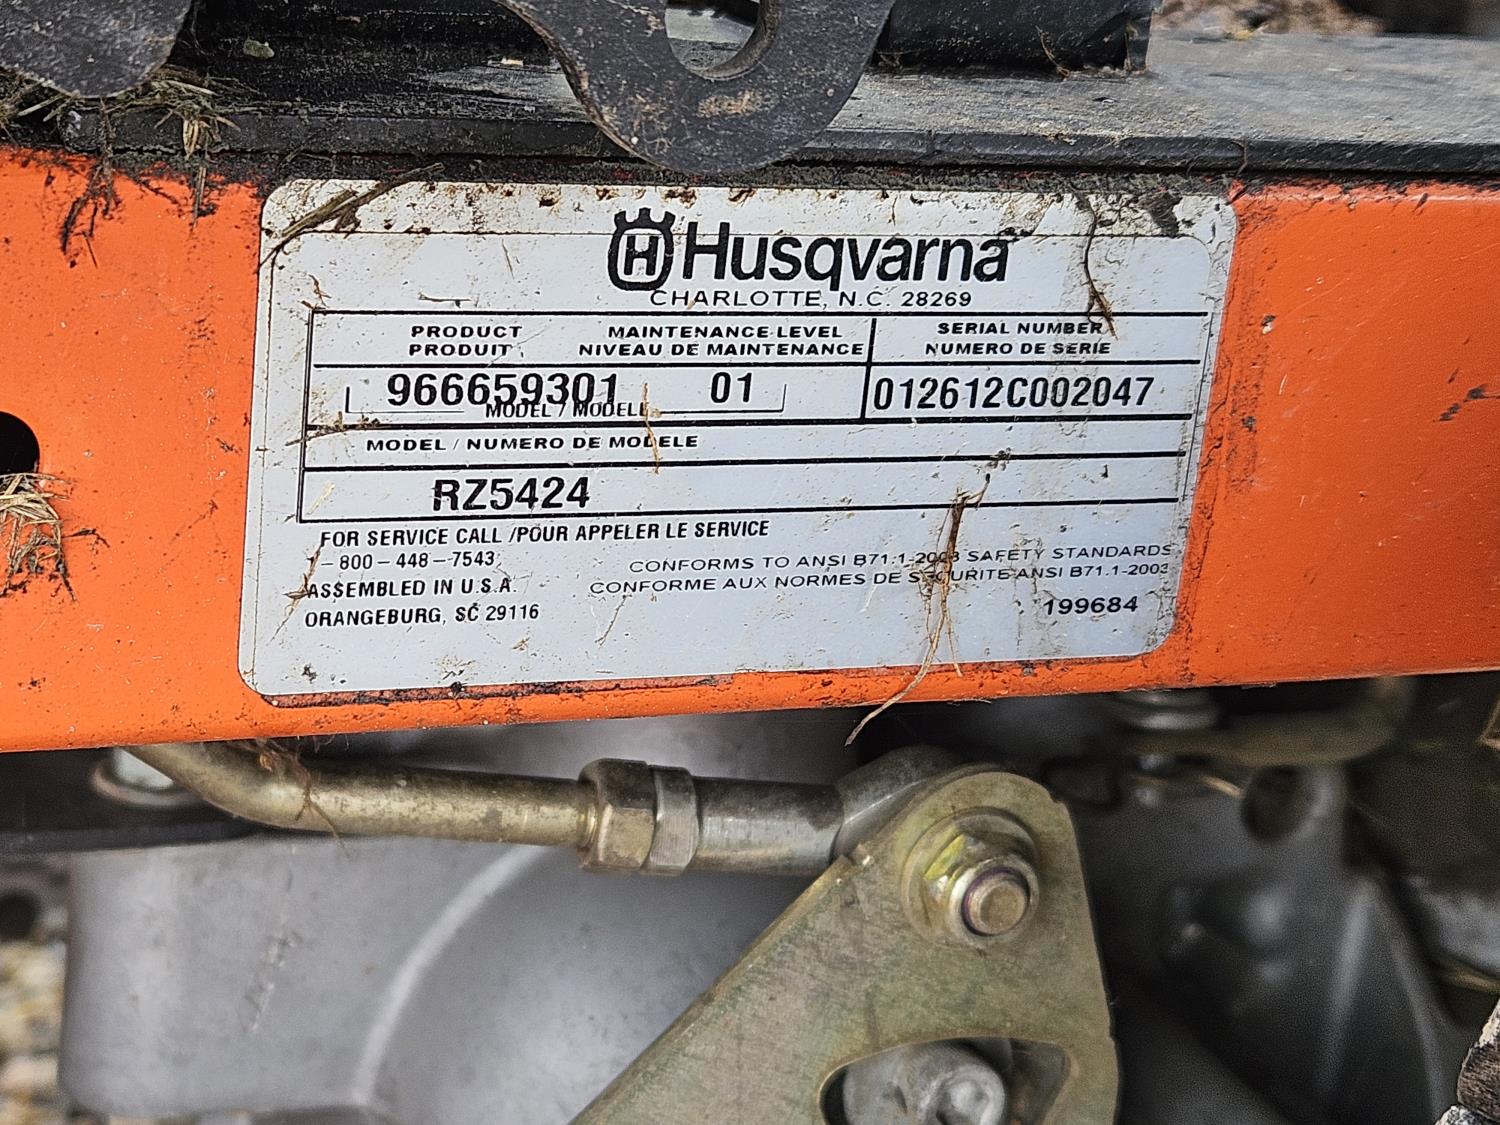 Husqvarna
CHARLOTTE, N.C. 28269
PRODUCT MAINTENANCE LEVEL SERIAL NUMBER
PRODUIT NIVEAU DE MAINTENANCE NUMERO DE SERIE
966659301 01 012612C002047
MODEL / MODELE
MODEL / NUMERO DE MODELE
RZ5424
FOR SERVICE CALL /POUR APPELER LE SERVICE
-800-448-7543
CONFORMS TO ANSI B71.1-2003 SAFETY STANDARDS
ASSEMBLED IN U.S.A.
CONFORME AUX NORMES DE SECURITE ANSI B71.1-2003
ORANGEBURG, SC 29116
199684